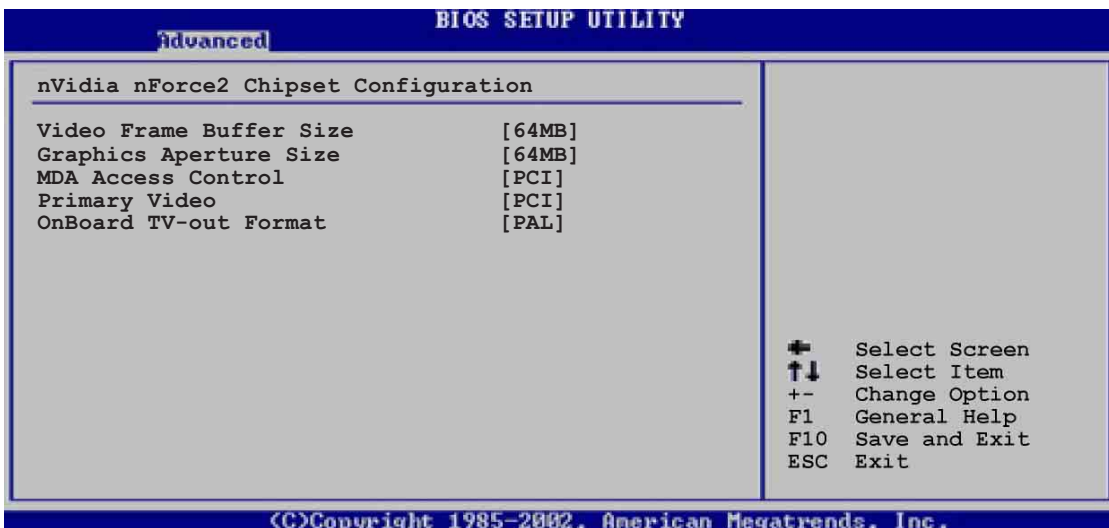 BIOS SETUP UTILITY
Advanced
nVidia nForce2 Chipset Configuration
Video Frame Buffer Size [64MB]
Graphics Aperture Size [64MB]
MDA Access Control [PCI]
Primary Video [PCI]
OnBoard TV-out Format [PAL]
← Select Screen
↑↓ Select Item
+- Change Option
F1 General Help
F10 Save and Exit
ESC Exit
(C)Copyright 1985-2002, American Megatrends, Inc.